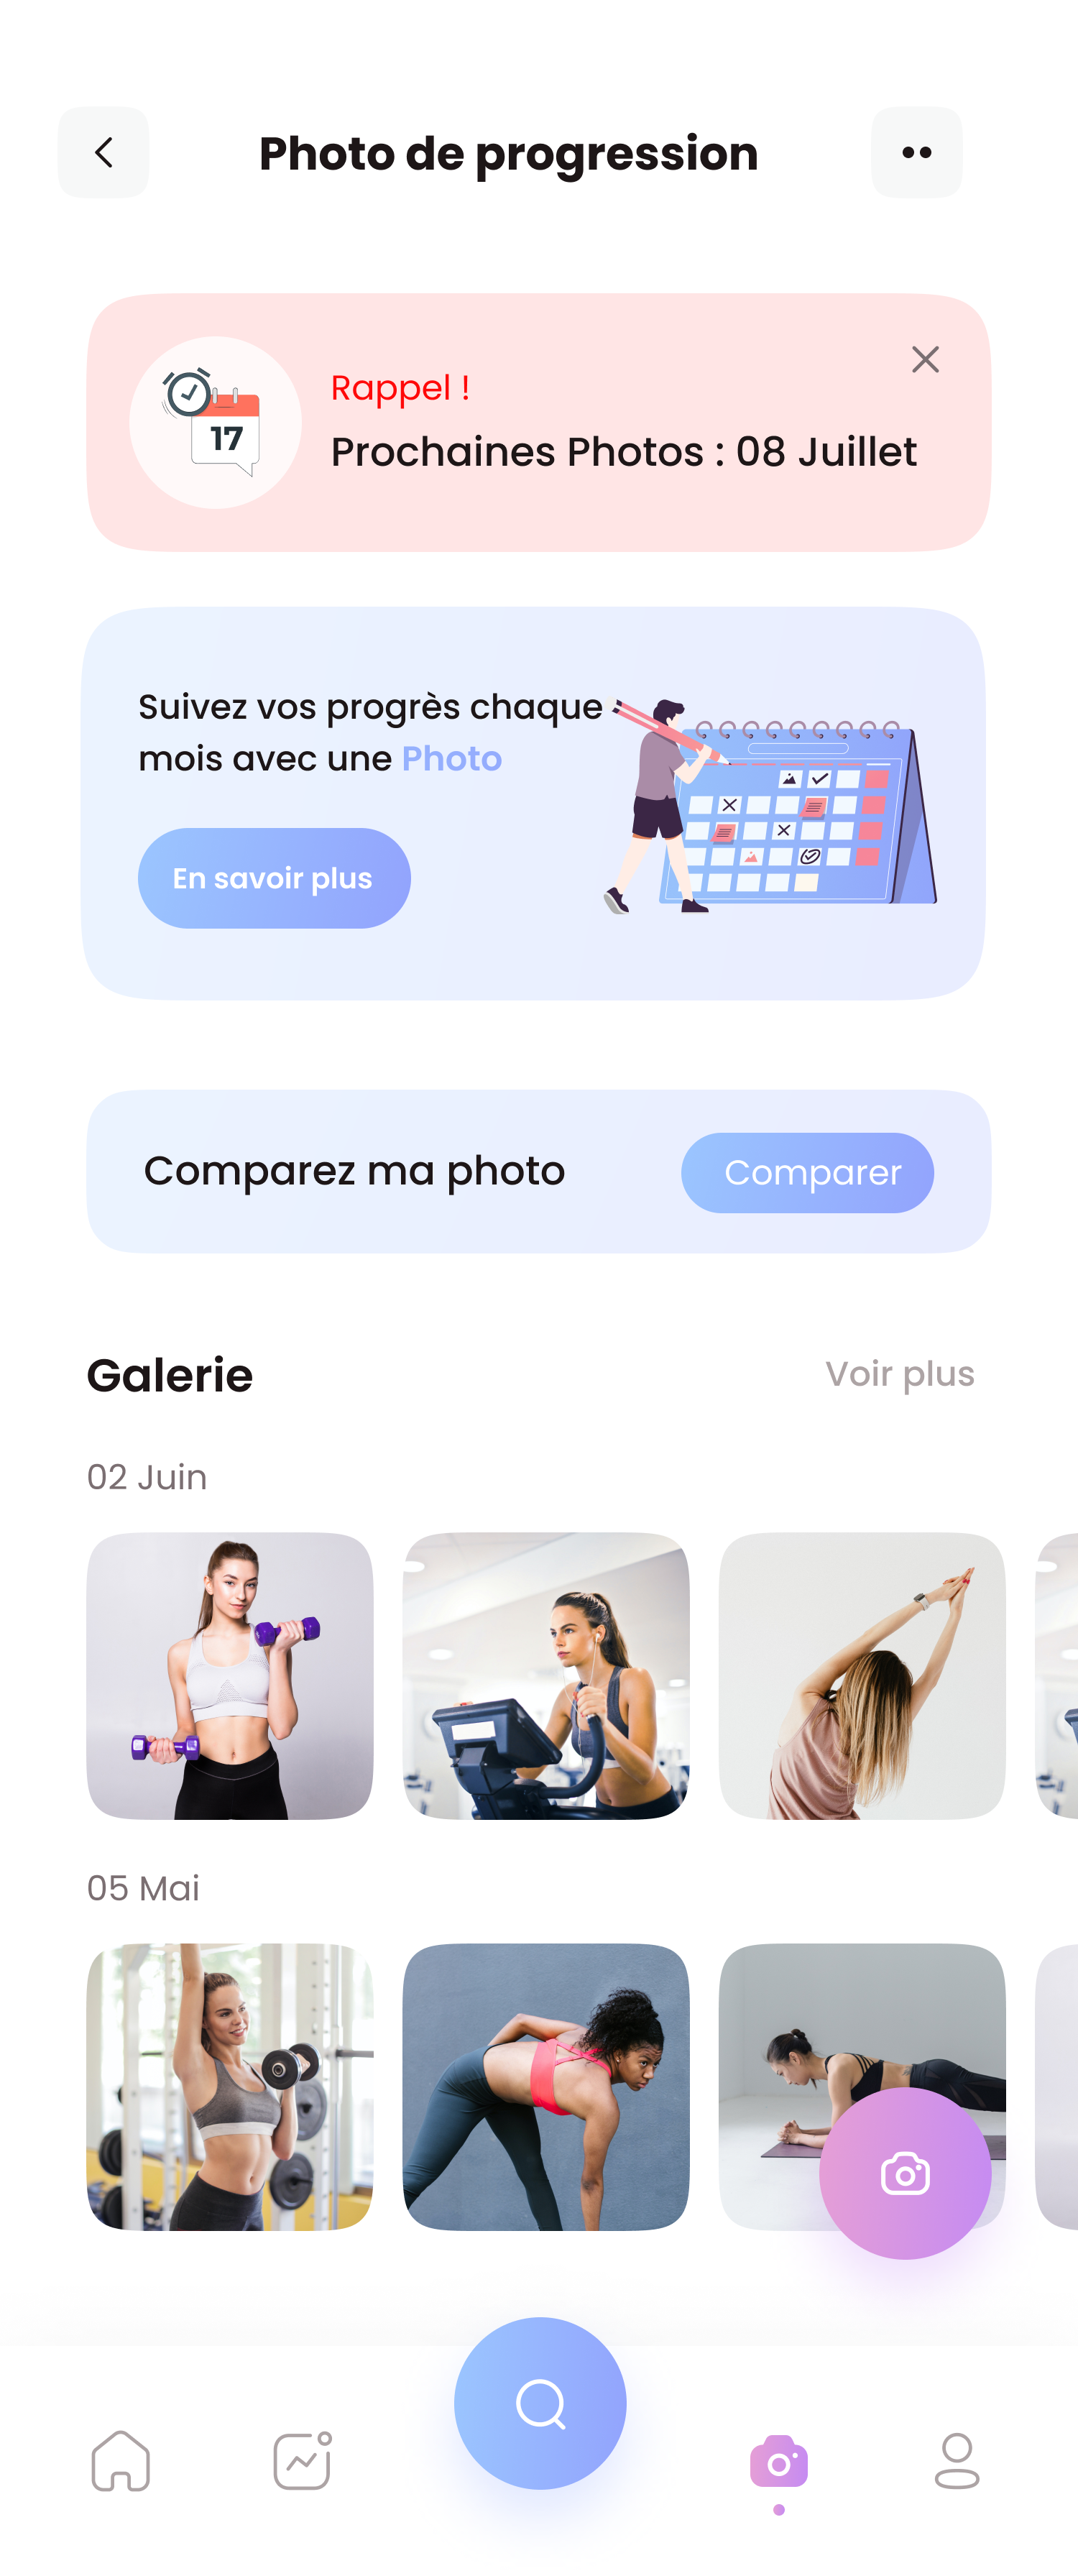 Photo de progression
Rappel !
17
Prochaines Photos : 08 Juillet
Suivez vos progrès chaque
mois avec une Photo
En savoir plus
Comparez ma photo
Comparer
Galerie
Voir plus
02 Juin
05 Mai